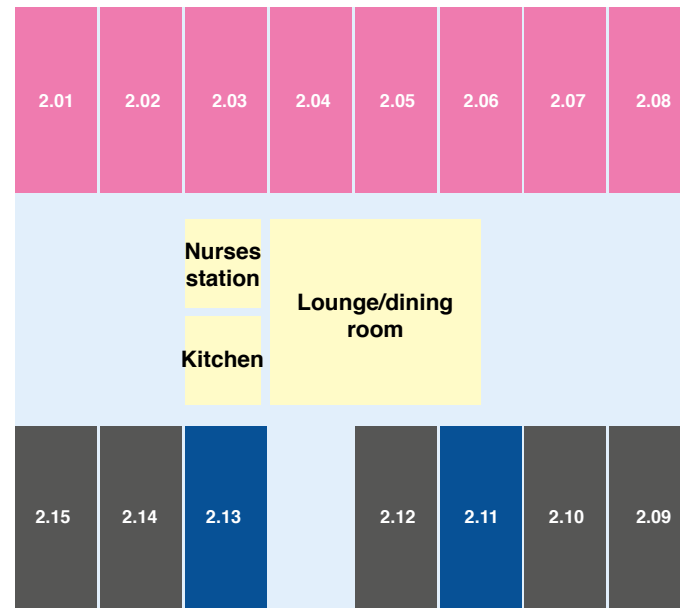 2.01 2.02 2.03 2.04 2.05 2.06 2.07 2.08
Nurses
station
Lounge/dining
room
Kitchen
2.15 2.14 2.13 2.12 2.11 2.10 2.09